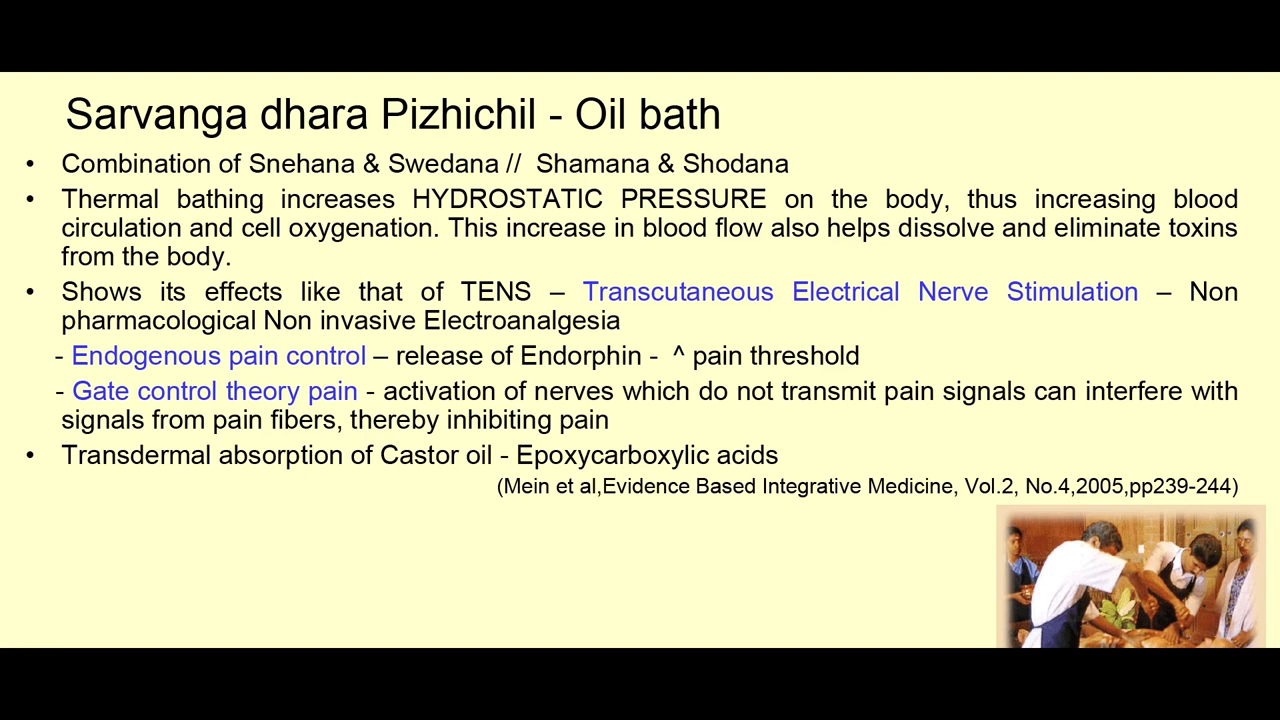 Sarvanga dhara Pizhichil - Oil bath
• Combination of Snehana & Swedana // Shamana & Shodana
• Thermal bathing increases HYDROSTATIC PRESSURE on the body, thus increasing blood
circulation and cell oxygenation. This increase in blood flow also helps dissolve and eliminate toxins
from the body.
• Shows its effects like that of TENS – Transcutaneous Electrical Nerve Stimulation – Non
pharmacological Non invasive Electroanalgesia
- Endogenous pain control – release of Endorphin - ^ pain threshold
- Gate control theory pain - activation of nerves which do not transmit pain signals can interfere with
signals from pain fibers, thereby inhibiting pain
• Transdermal absorption of Castor oil - Epoxycarboxylic acids
(Mein et al,Evidence Based Integrative Medicine, Vol.2, No.4,2005,pp239-244)